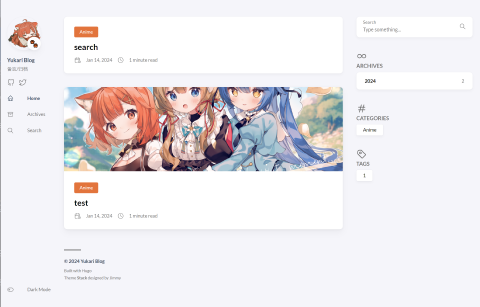 Yukari Blog
Home
Archives
Search
Dark Mode
Anime
search
Jan 14, 2024
1 minute read
Anime
test
Jan 14, 2024
1 minute read
© 2024 Yukari Blog
Built with Hugo
Theme Stack designed by Jimmy
Search
Type something...
ARCHIVES
2024 2
CATEGORIES
Anime
TAGS
1